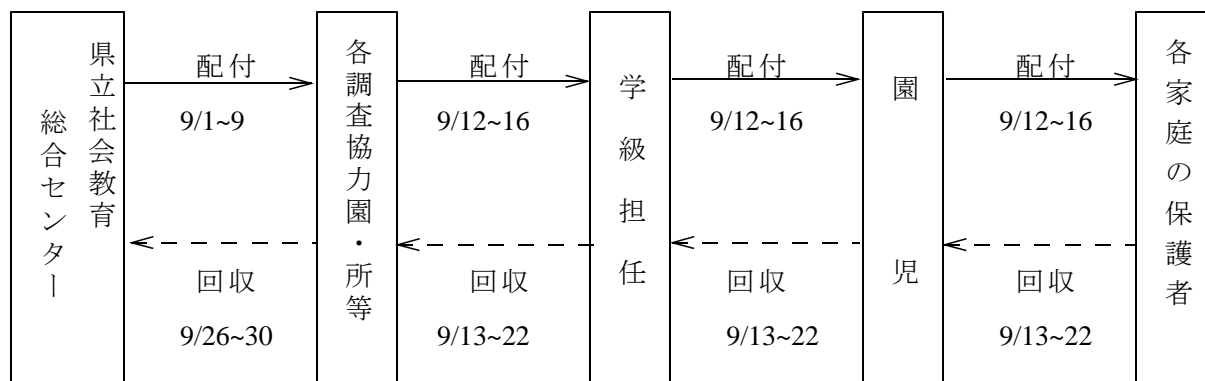 県立社会教育
総合センター
配付
9/1~9
回収
9/26~30
各調査協力園・所等
配付
9/12~16
回収
9/13~22
学級担任
配付
9/12~16
回収
9/13~22
園児
配付
9/12~16
回収
9/13~22
各家庭の保護者